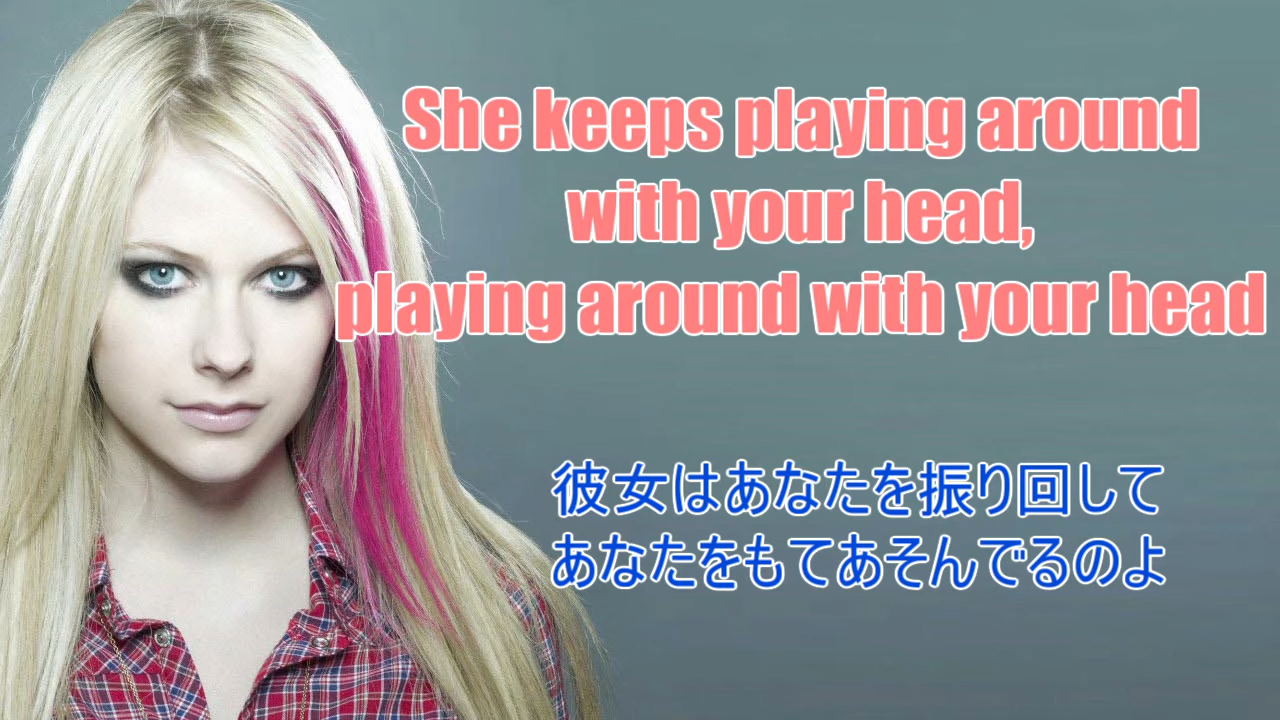 She keeps playing around
with your head,
playing around with your head
彼女はあなたを振り回して
あなたをもてあそんでるのよ